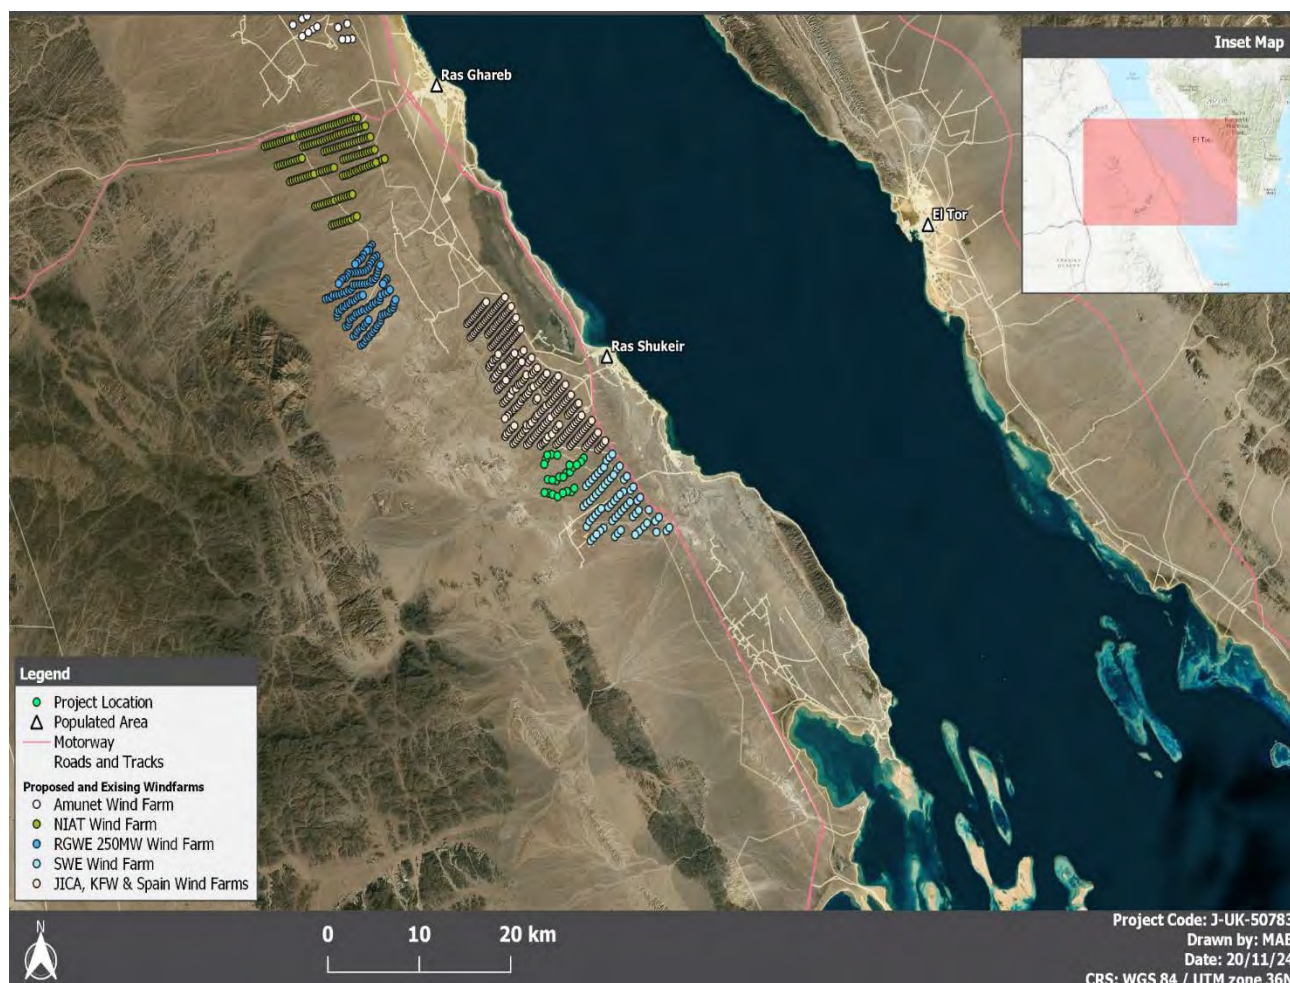 Inset Map
El Tor
Ras Ghareb
El Tor
Ras Shukeir
Legend
Project Location
Populated Area
Motorway
Roads and Tracks
Proposed and Exising Windfarms
Amunet Wind Farm
NIAT Wind Farm
RGWE 250MW Wind Farm
SWE Wind Farm
JICA, KFW & Spain Wind Farms
N
0 10 20 km
Project Code: J-UK-50783
Drawn by: MAB
Date: 20/11/24
CRS: WGS 84 / UTM zone 36N